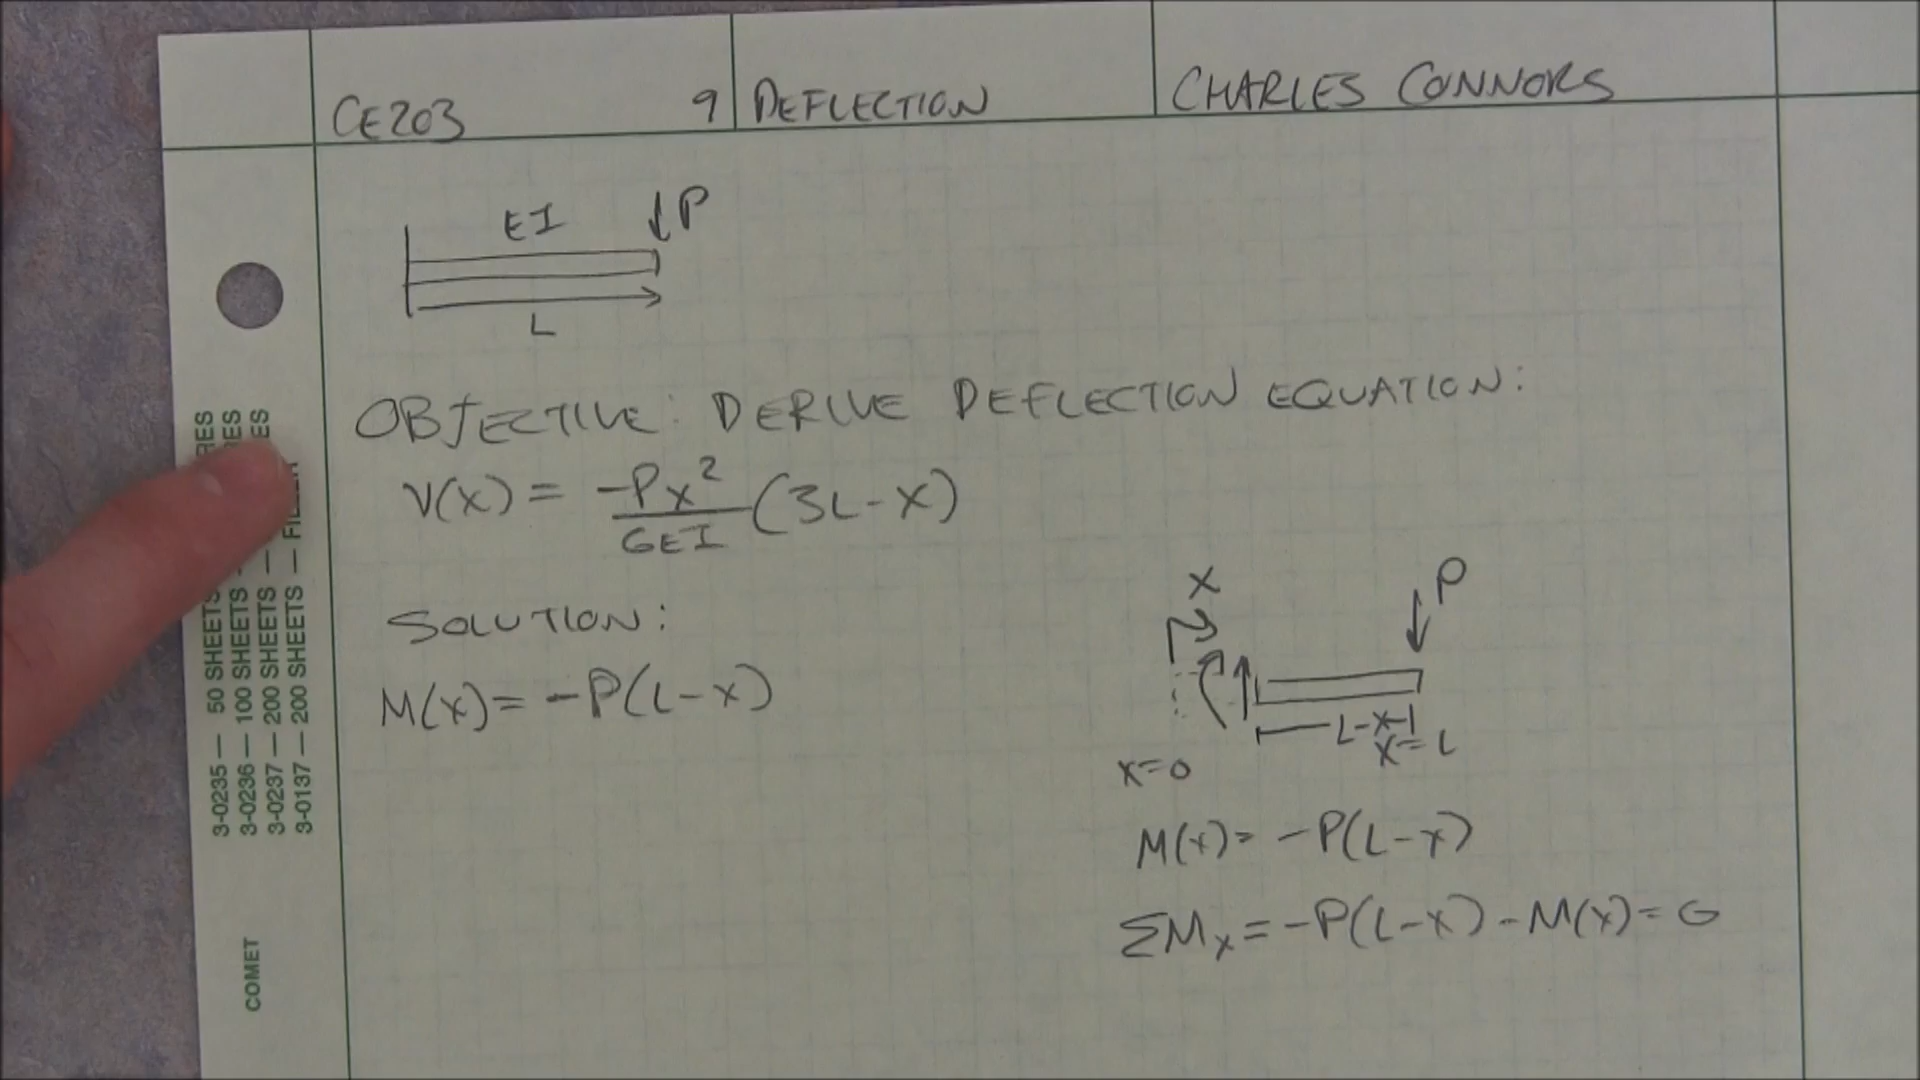 CE203 9 DEFLECTION CHARLES CONNORS
EI ↓P
L
OBJECTIVE: DERIVE DEFLECTION EQUATION:
V(X) = -PX²/6EI (3L-X)
SOLUTION:
M(X) = -P(L-X)
X
P
L-X
X=L
X=0
M(X)= -P(L-X)
ΣMx = -P(L-X) - M(X) = 0
3-0235 — 50 SHEETS
3-0236 — 100 SHEETS
3-0237 — 200 SHEETS —
3-0137 — 200 SHEETS —
COMET